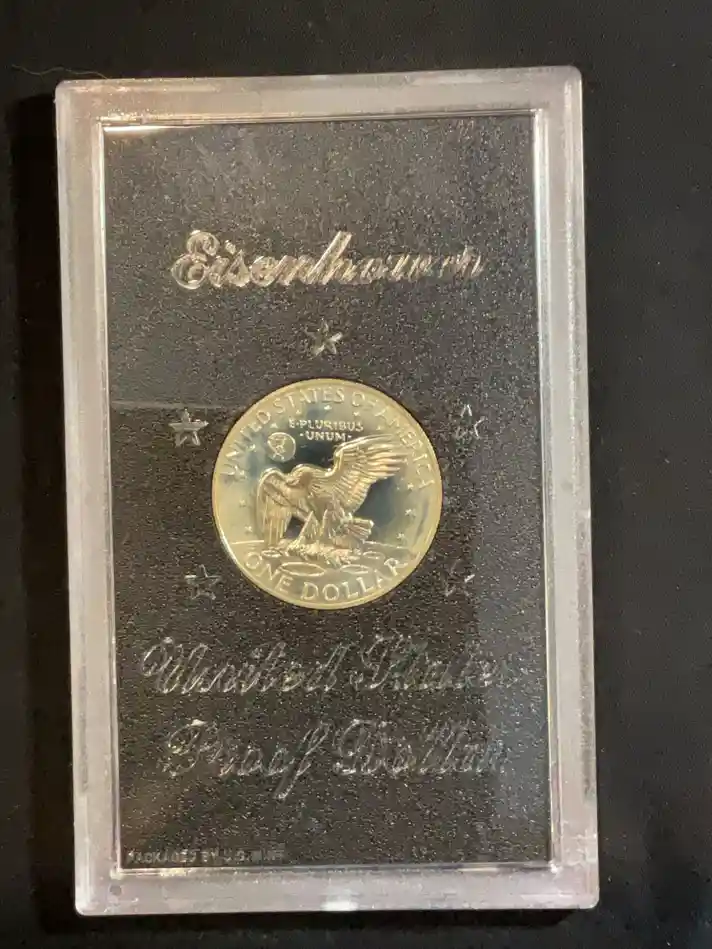 Eisenhower
UNITED STATES OF AMERICA
E·PLURIBUS
·UNUM·
ONE DOLLAR
United States
Proof Dollar
PACKAGED BY U.S. MINT